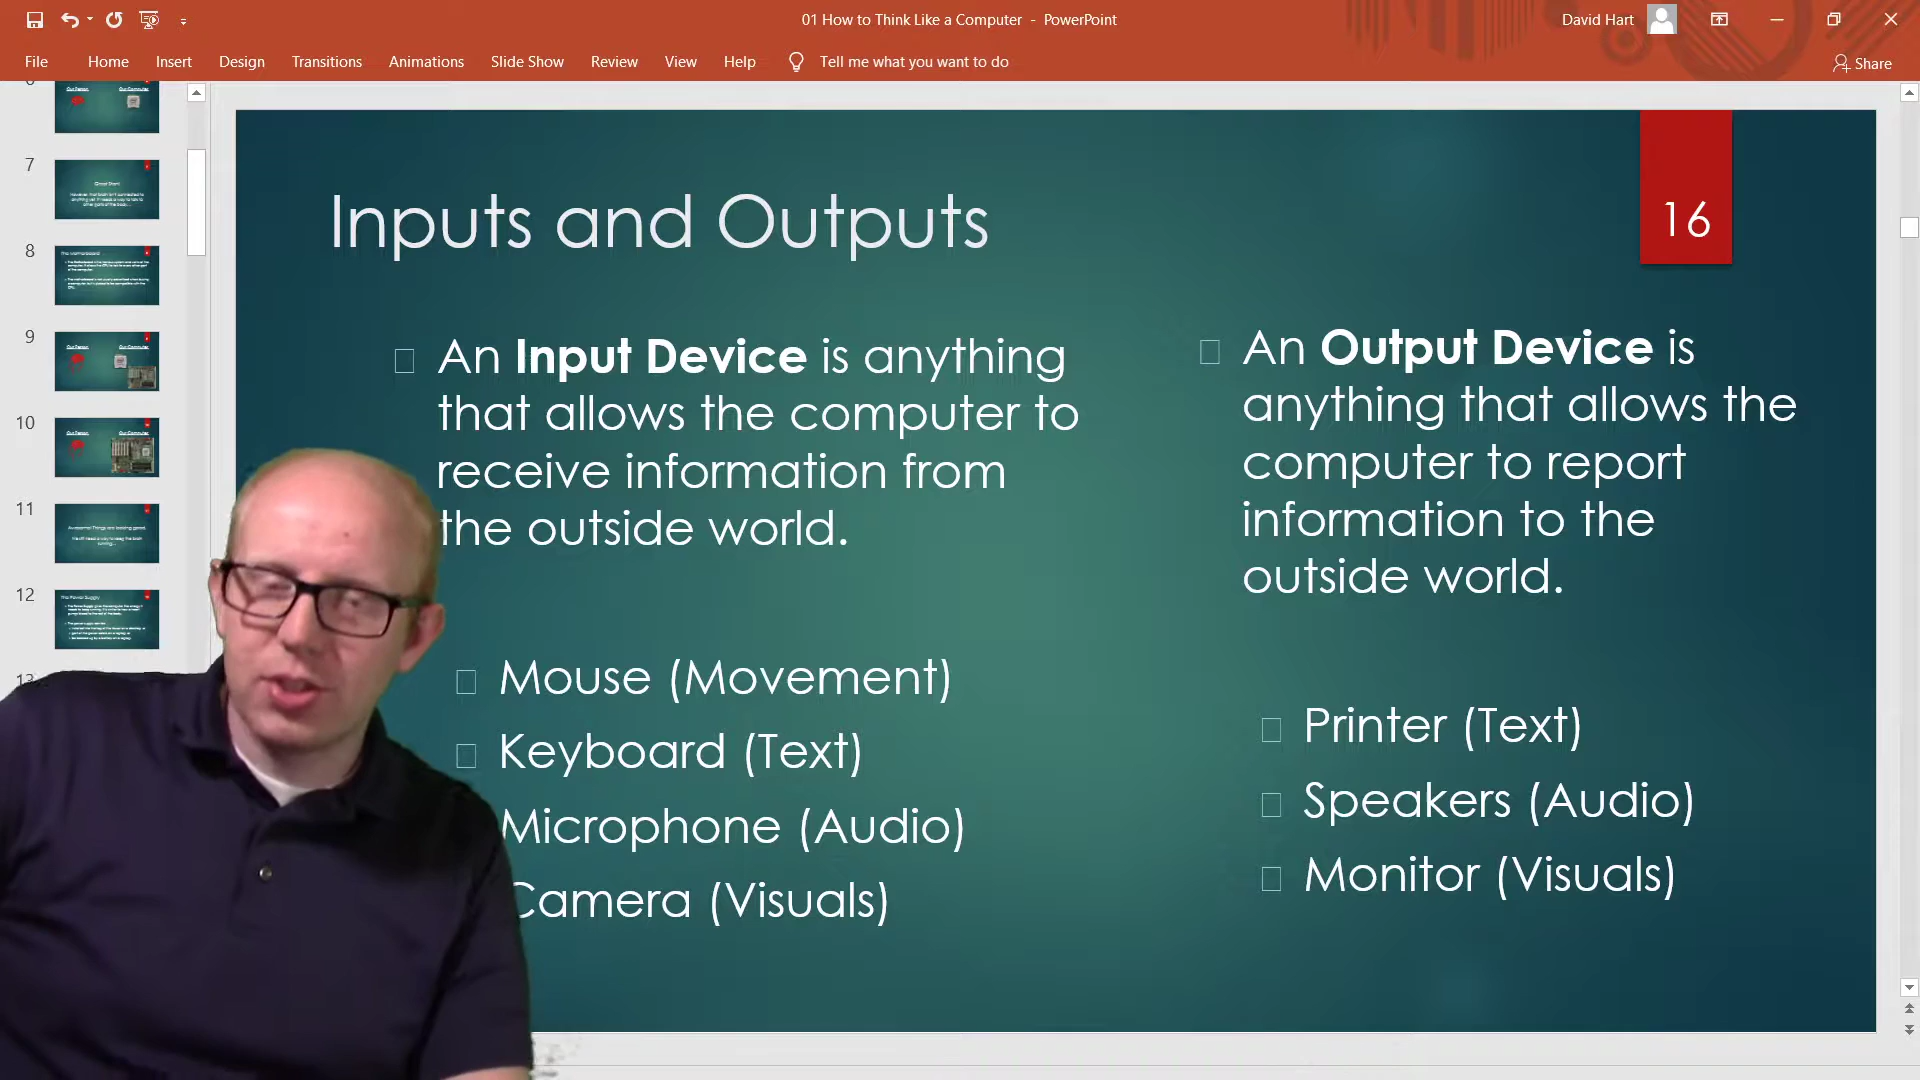 01 How to Think Like a Computer - PowerPoint
David Hart
File Home Insert Design Transitions Animations Slide Show Review View Help Tell me what you want to do
Share
7
8
9
10
11
12
Inputs and Outputs
16
An Input Device is anything
that allows the computer to
receive information from
the outside world.
Mouse (Movement)
Keyboard (Text)
Microphone (Audio)
Camera (Visuals)
An Output Device is
anything that allows the
computer to report
information to the
outside world.
Printer (Text)
Speakers (Audio)
Monitor (Visuals)